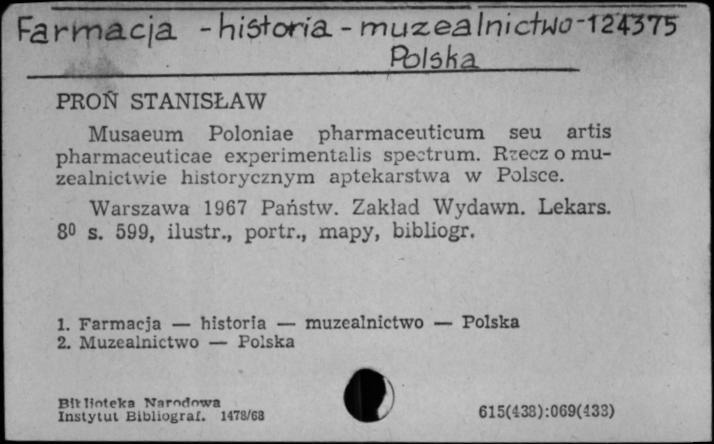 Farmacja - historia - muzealnictwo - 124375
Polska
PROŃ STANISŁAW
Musaeum Poloniae pharmaceuticum seu artis
pharmaceuticae experimentalis spectrum. Rzecz o mu-
zealnictwie historycznym aptekarstwa w Polsce.
Warszawa 1967 Państw. Zakład Wydawn. Lekars.
8⁰ s. 599, ilustr., portr., mapy, bibliogr.
1. Farmacja — historia — muzealnictwo — Polska
2. Muzealnictwo — Polska
Biblioteka Narodowa
Instytut Bibliograf. 1478/68
615(438):069(438)